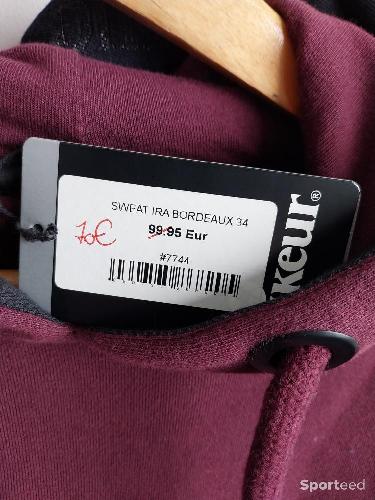 SWEAT IRA BORDEAUX 34
70€ 99.95 Eur
#7744
keur®
Sporteed